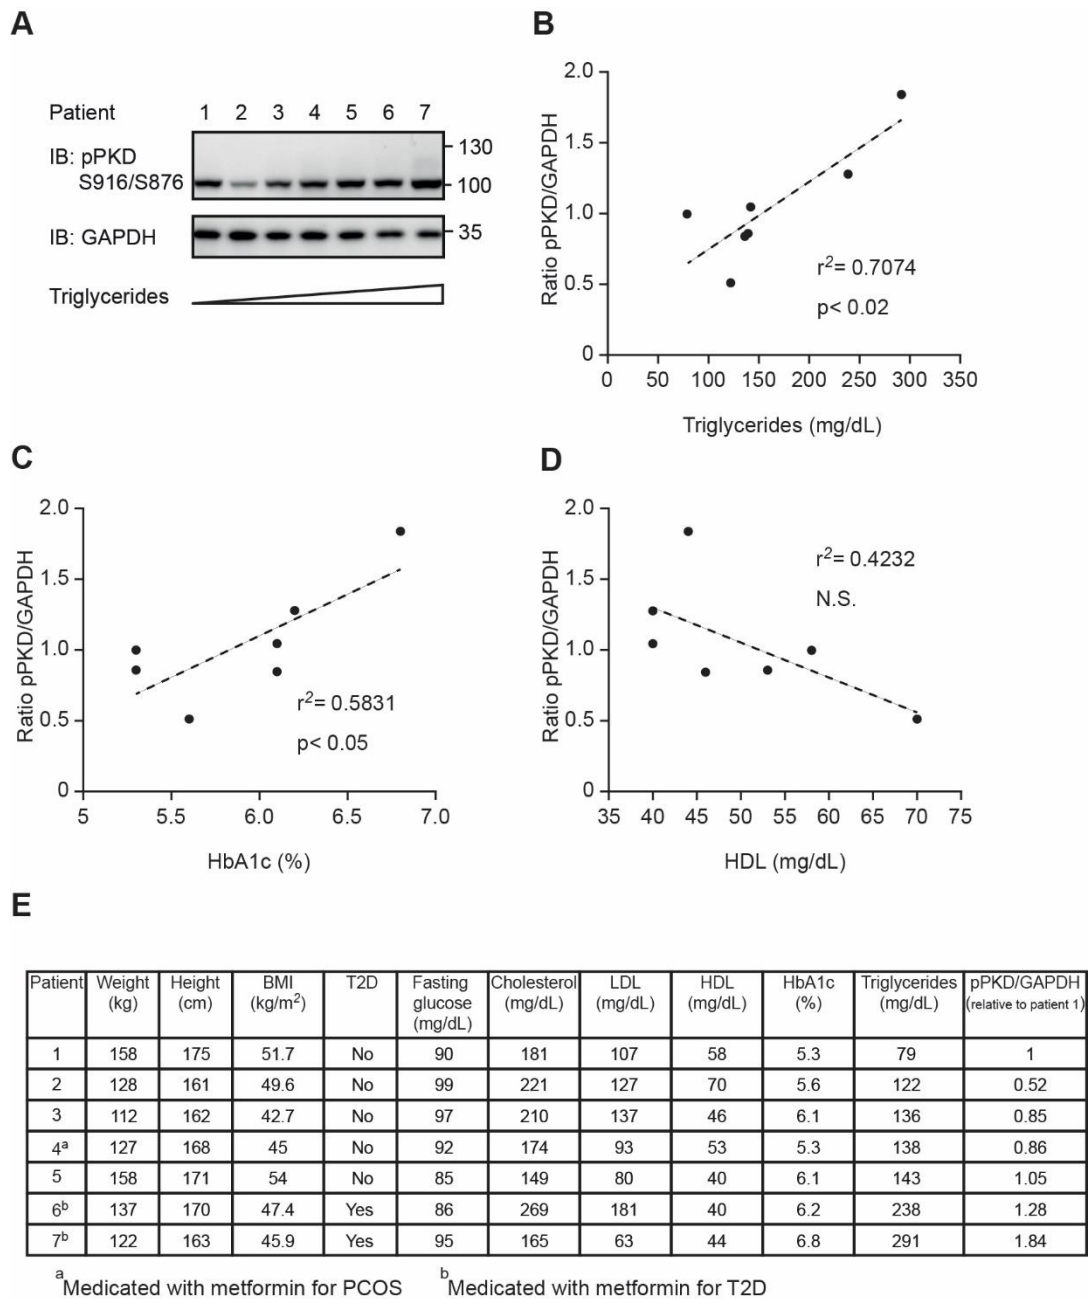 A
Patient 1 2 3 4 5 6 7
IB: pPKD
S916/S876
130
100
IB: GAPDH
35
Triglycerides
B
Ratio pPKD/GAPDH
2.0
1.5
1.0
0.5
0
r²= 0.7074
p< 0.02
0 50 100 150 200 250 300 350
Triglycerides (mg/dL)
C
Ratio pPKD/GAPDH
2.0
1.5
1.0
0.5
0
r²= 0.5831
p< 0.05
5 5.6 6.0 6.5 7.0
HbA1c (%)
D
Ratio pPKD/GAPDH
2.0
1.5
1.0
0.5
0
r²= 0.4232
N.S.
35 40 45 50 55 60 65 70 75
HDL (mg/dL)
E
Patient Weight (kg) Height (cm) BMI (kg/m²) T2D Fasting glucose (mg/dL) Cholesterol (mg/dL) LDL (mg/dL) HDL (mg/dL) HbA1c (%) Triglycerides (mg/dL) pPKD/GAPDH (relative to patient 1)
1 158 175 51.7 No 90 181 107 58 5.3 79 1
2 128 161 49.6 No 99 221 127 70 5.6 122 0.52
3 112 162 42.7 No 97 210 137 46 6.1 136 0.85
4ᵃ 127 168 45 No 92 174 93 53 5.3 138 0.86
5 158 171 54 No 85 149 80 40 6.1 143 1.05
6ᵇ 137 170 47.4 Yes 86 269 181 40 6.2 238 1.28
7ᵇ 122 163 45.9 Yes 95 165 63 44 6.8 291 1.84
ᵃMedicated with metformin for PCOS ᵇMedicated with metformin for T2D